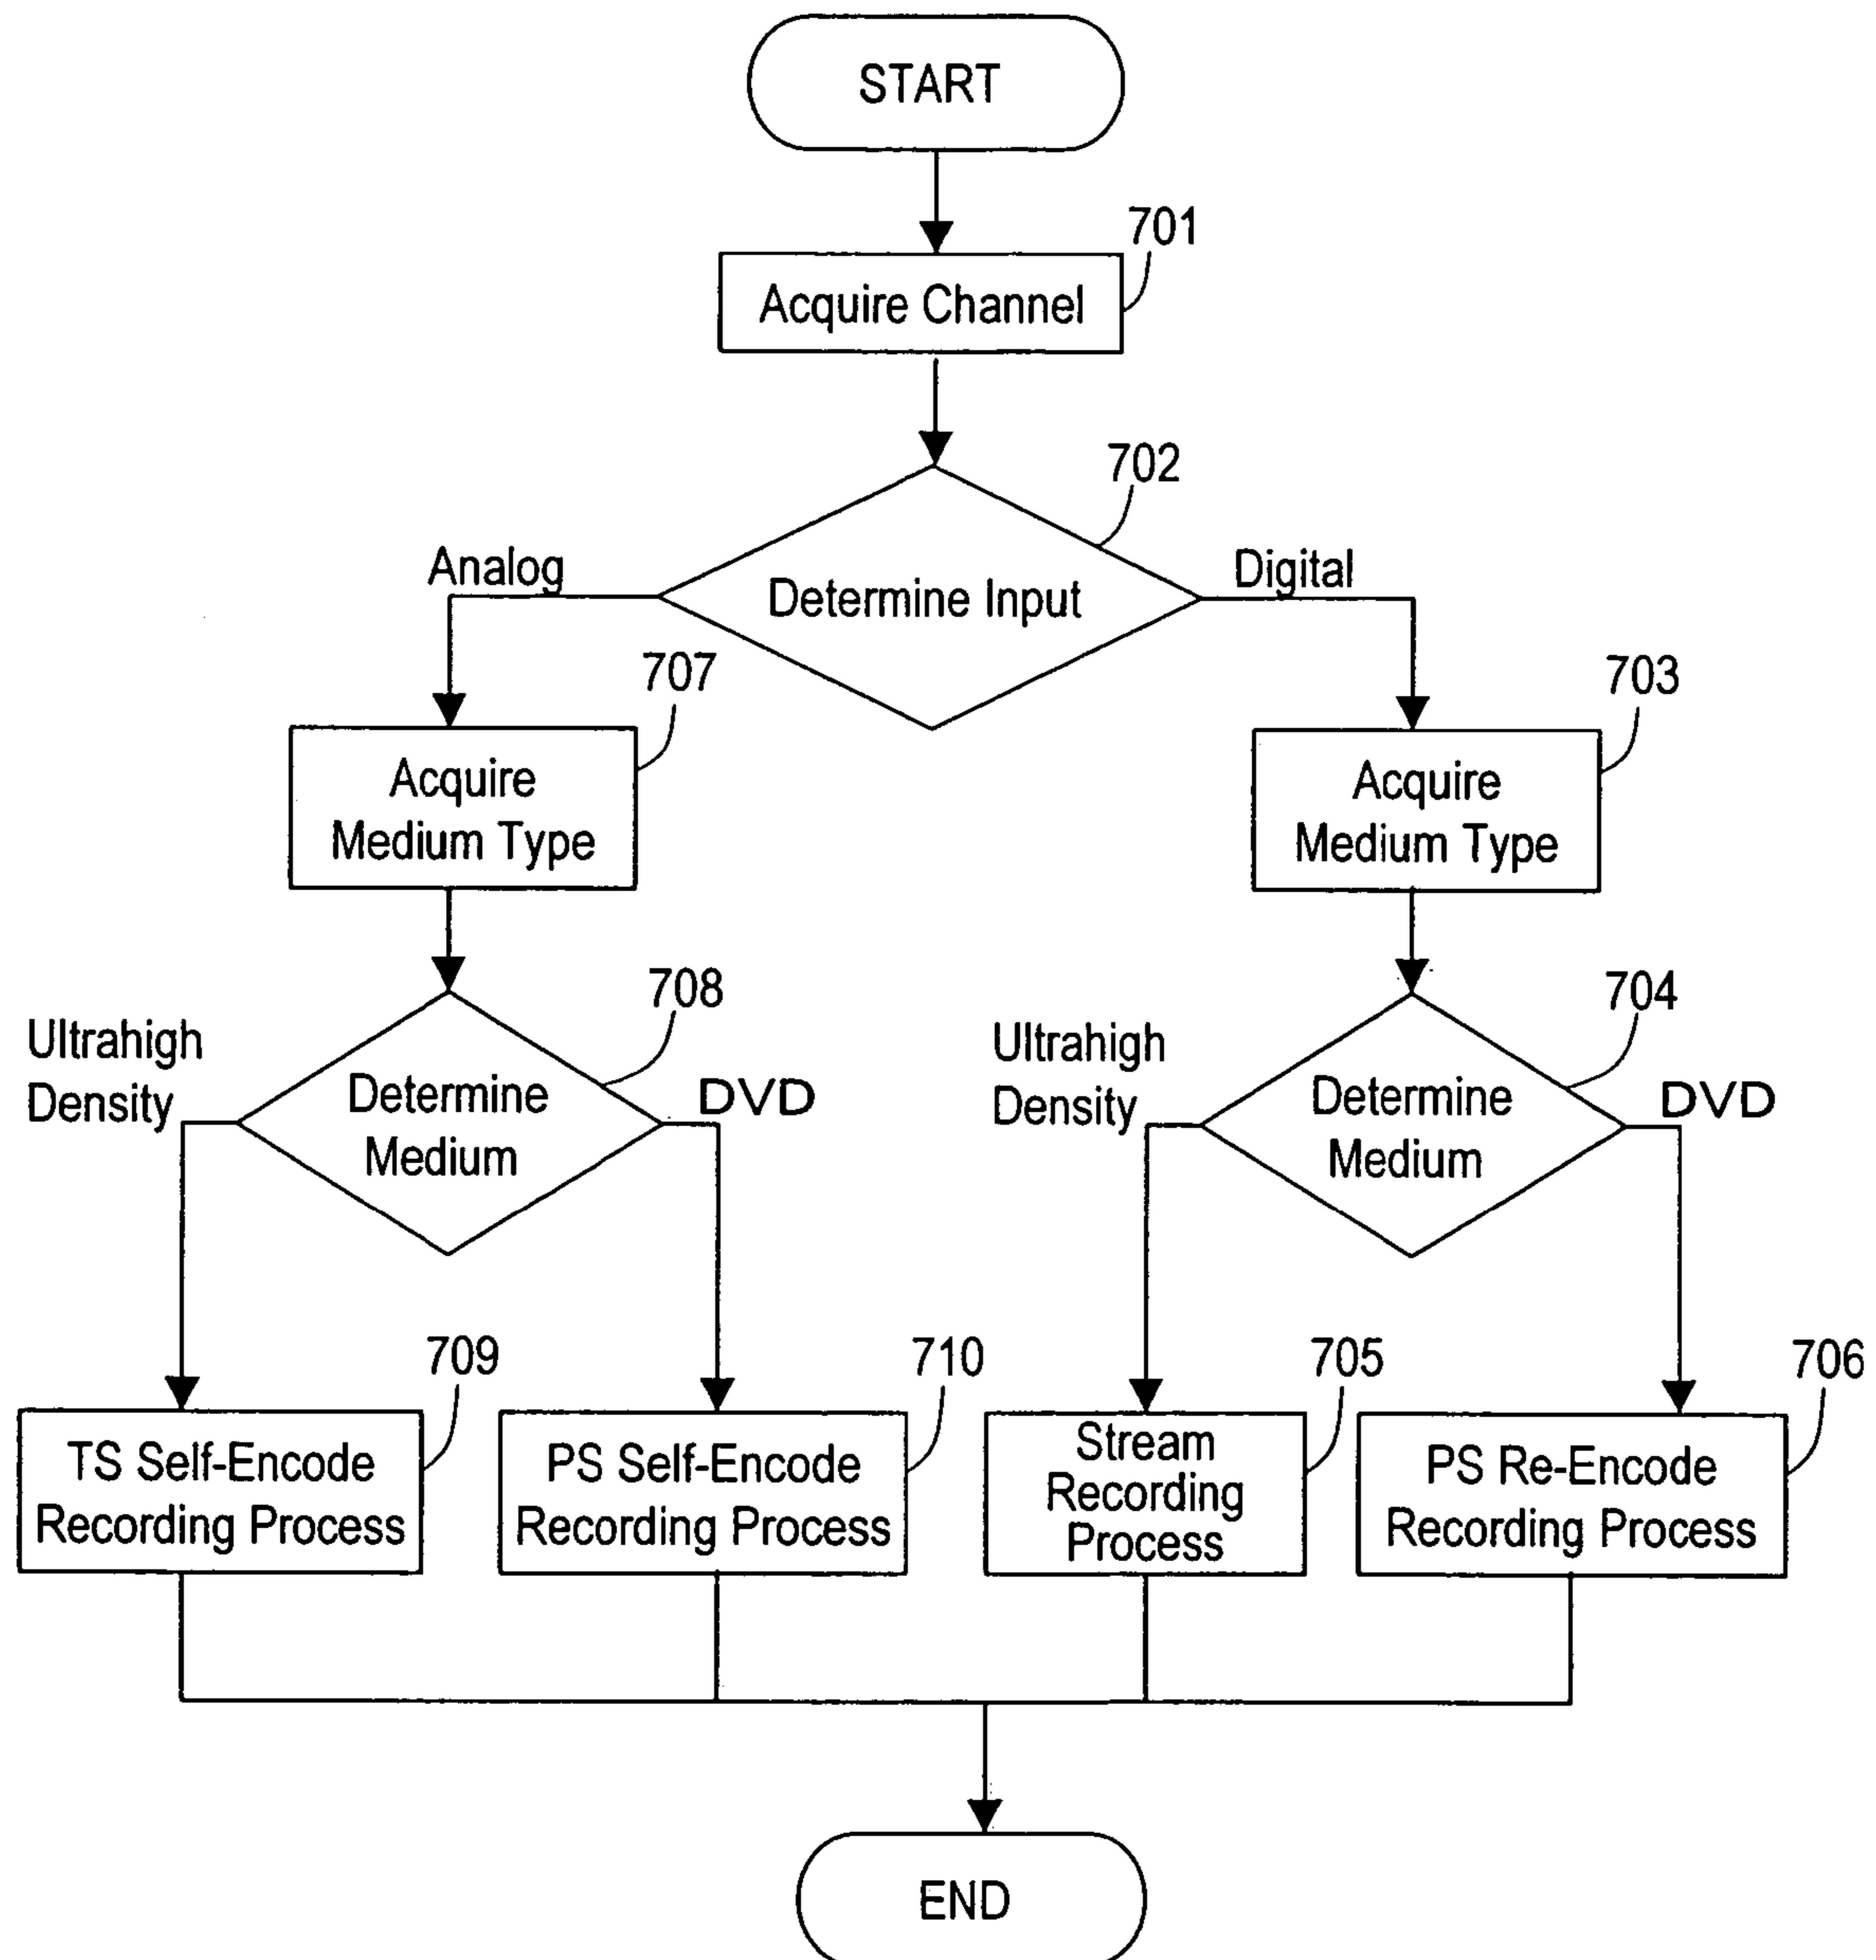 START
701
Acquire Channel
702
Analog
Determine Input
Digital
707
703
Acquire
Medium Type
Acquire
Medium Type
708
704
Ultrahigh
Density
Determine
Medium
DVD
Ultrahigh
Density
Determine
Medium
DVD
709
710
705
706
TS Self-Encode
Recording Process
PS Self-Encode
Recording Process
Stream
Recording
Process
PS Re-Encode
Recording Process
END